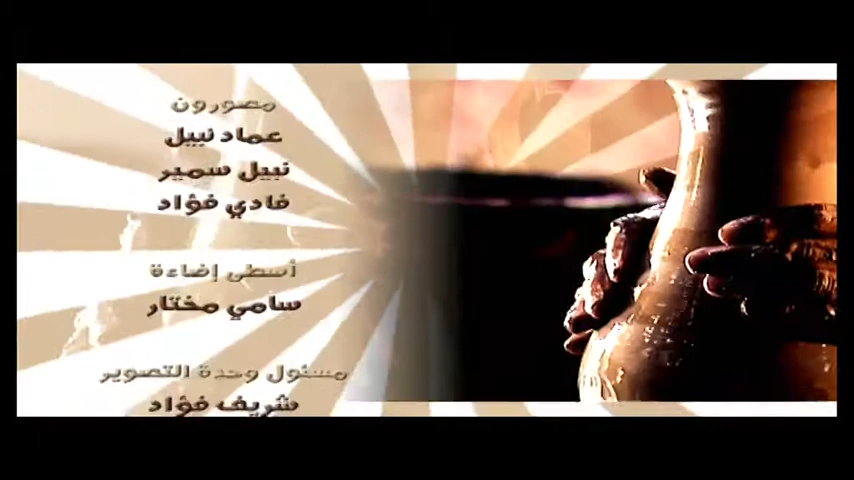 مصورون
عماد نبيل
نبيل سمير
فادي فؤاد
أسطى إضاءة
سامي مختار
مسئول وحدة التصوير
شريف فؤاد